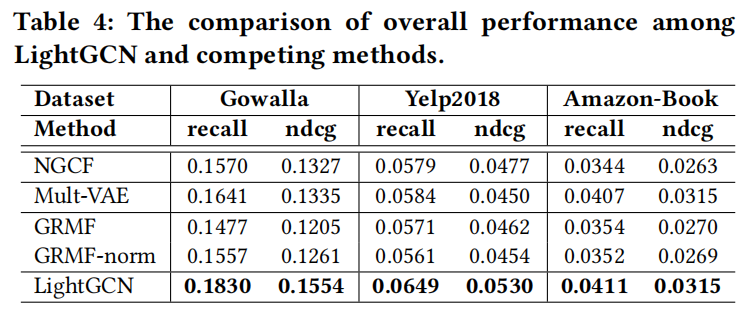 Table 4: The comparison of overall performance among
LightGCN and competing methods.
Dataset Gowalla Yelp2018 Amazon-Book
Method recall ndcg recall ndcg recall ndcg
NGCF 0.1570 0.1327 0.0579 0.0477 0.0344 0.0263
Mult-VAE 0.1641 0.1335 0.0584 0.0450 0.0407 0.0315
GRMF 0.1477 0.1205 0.0571 0.0462 0.0354 0.0270
GRMF-norm 0.1557 0.1261 0.0561 0.0454 0.0352 0.0269
LightGCN 0.1830 0.1554 0.0649 0.0530 0.0411 0.0315